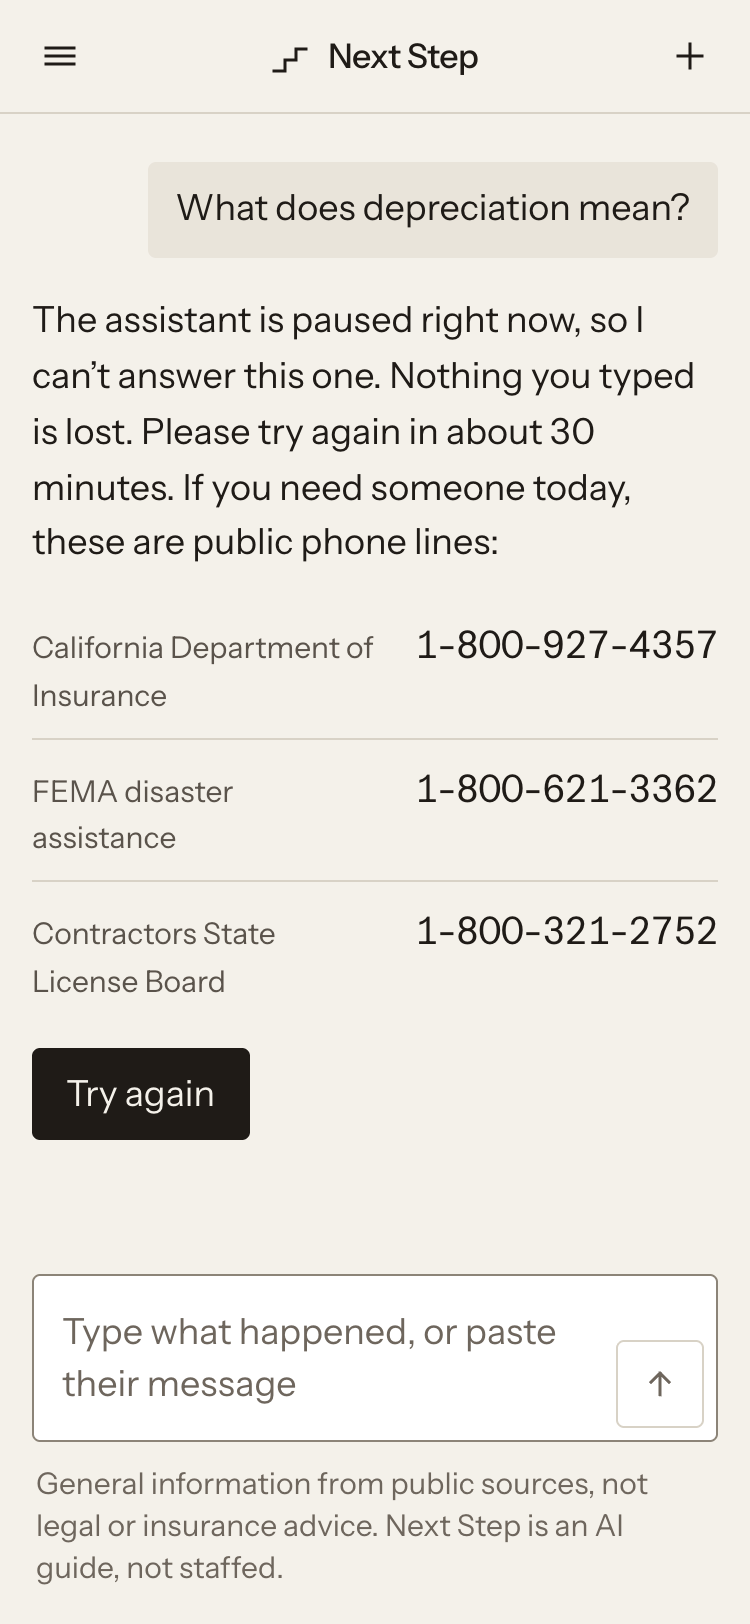 Next Step
What does depreciation mean?
The assistant is paused right now, so I
can’t answer this one. Nothing you typed
is lost. Please try again in about 30
minutes. If you need someone today,
these are public phone lines:
California Department of
Insurance
1-800-927-4357
FEMA disaster
assistance
1-800-621-3362
Contractors State
License Board
1-800-321-2752
Try again
Type what happened, or paste
their message
General information from public sources, not
legal or insurance advice. Next Step is an AI
guide, not staffed.